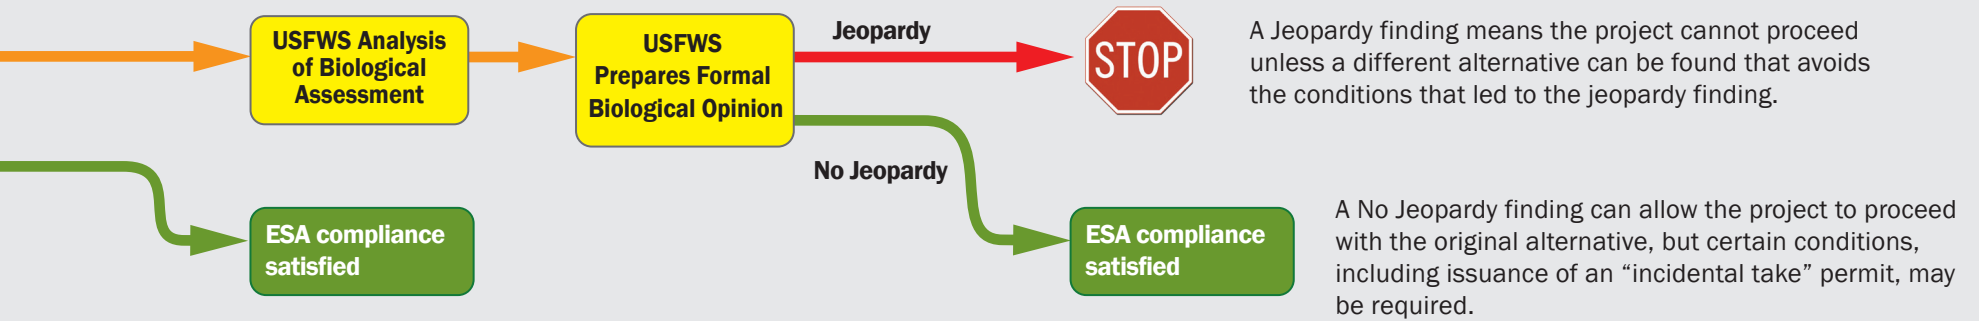 USFWS Analysis
of Biological
Assessment
USFWS
Prepares Formal
Biological Opinion
Jeopardy
STOP
A Jeopardy finding means the project cannot proceed
unless a different alternative can be found that avoids
the conditions that led to the jeopardy finding.
No Jeopardy
ESA compliance
satisfied
ESA compliance
satisfied
A No Jeopardy finding can allow the project to proceed
with the original alternative, but certain conditions,
including issuance of an “incidental take” permit, may
be required.